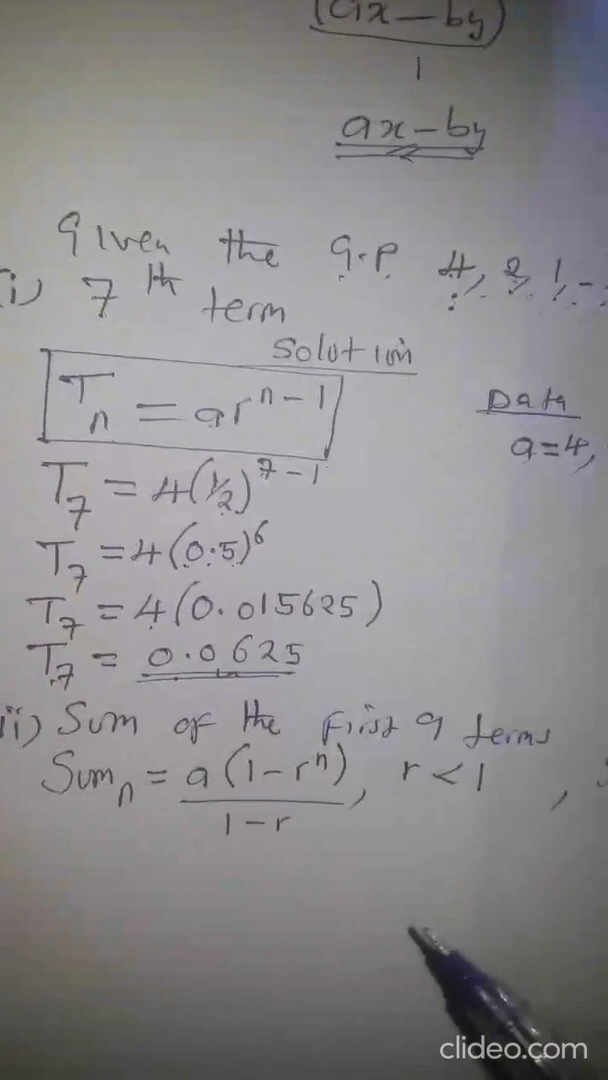 (ax - by)
1
ax - by
Given the G.P 4, 2, 1, -
(i) 7th term
Solution
Tn = ar^n-1
Data
a = 4,
T7 = 4(1/2)^7-1
T7 = 4(0.5)^6
T7 = 4(0.015625)
T7 = 0.0625
ii) Sum of the first 9 terms
Sumn = a(1-r^n), r < 1 ,
1-r
clideo.com